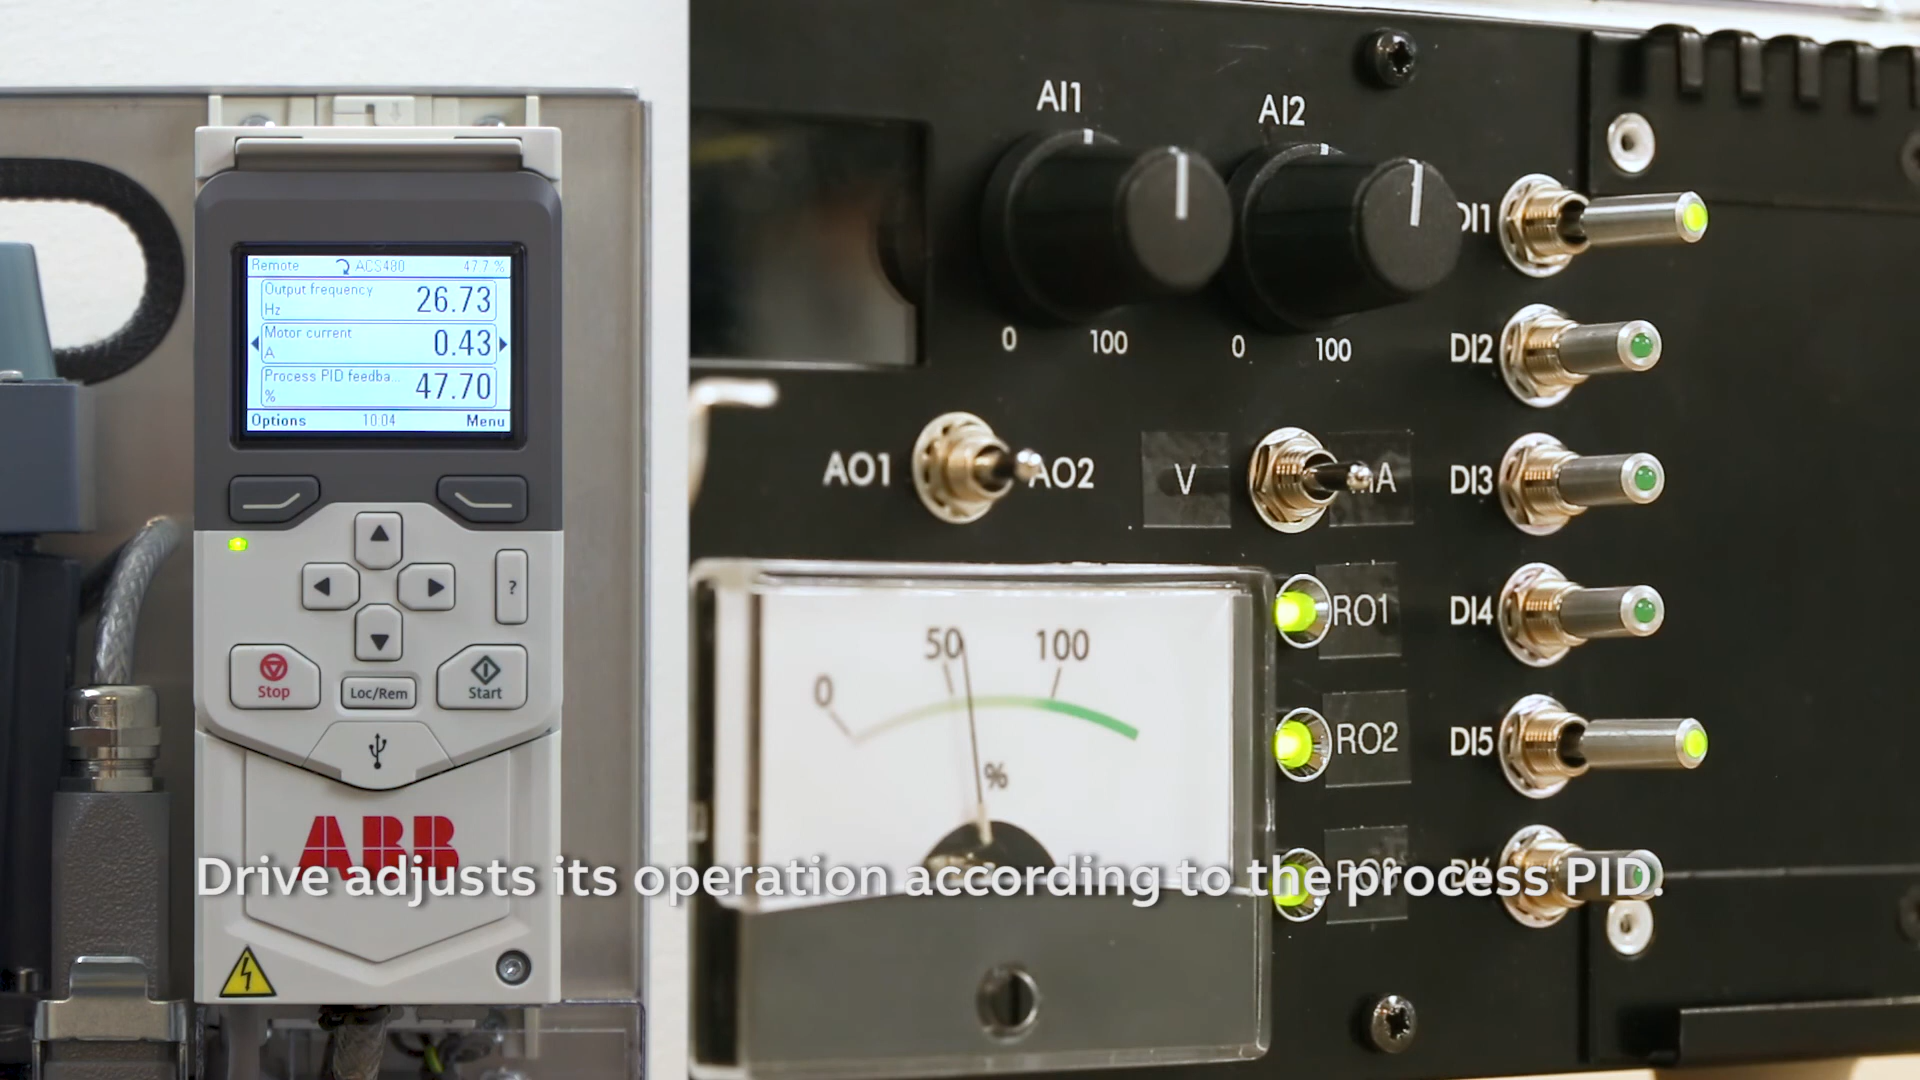 Remote ACS480 47.7 %
Output frequency
Hz
26.73
Motor current
A
0.43
Process PID feedba...
%
47.70
Options 10:04 Menu
?
Stop
Loc/Rem
Start
ABB
AI1
AI2
0 100
0 100
AO1
AO2
V
0 50 100
%
RO1
RO2
DI1
DI2
DI3
DI4
DI5
Drive adjusts its operation according to the process PID.